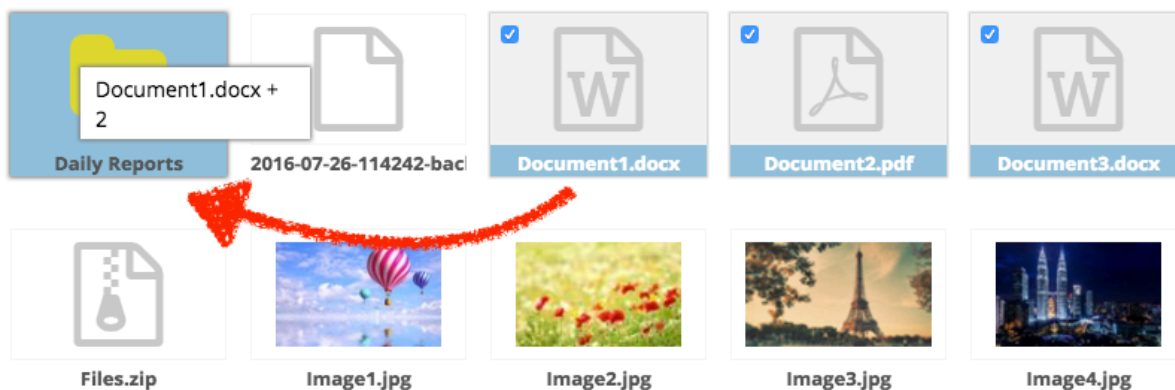 Document1.docx +
2
Daily Reports
2016-07-26-114242-bac
W
Document1.docx
Document2.pdf
W
Document3.docx
Files.zip
Image1.jpg
Image2.jpg
Image3.jpg
Image4.jpg